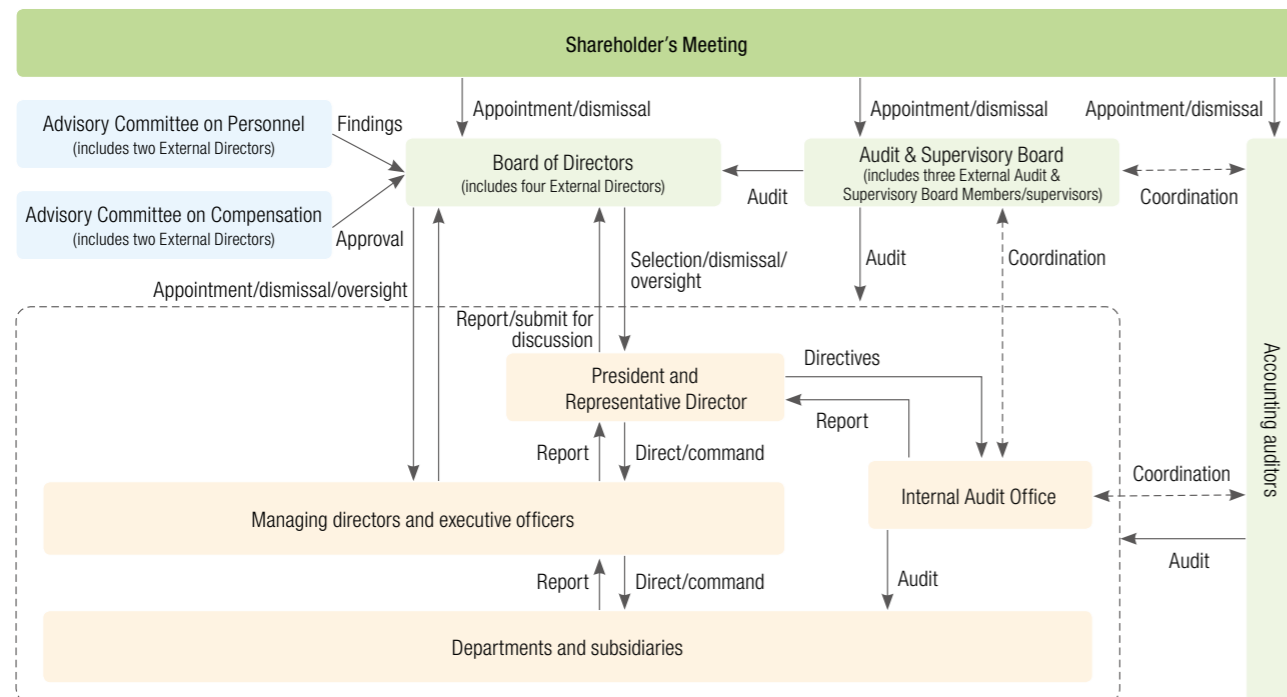 Shareholder's Meeting
Appointment/dismissal
Appointment/dismissal
Appointment/dismissal
Advisory Committee on Personnel
(includes two External Directors)
Findings
Board of Directors
(includes four External Directors)
Audit
Audit & Supervisory Board
(includes three External Audit &
Supervisory Board Members/supervisors)
Coordination
Advisory Committee on Compensation
(includes two External Directors)
Approval
Appointment/dismissal/oversight
Selection/dismissal/
oversight
Audit
Coordination
Report/submit for
discussion
President and
Representative Director
Directives
Report
Accounting auditors
Report
Direct/command
Managing directors and executive officers
Internal Audit Office
Coordination
Audit
Report
Direct/command
Audit
Departments and subsidiaries